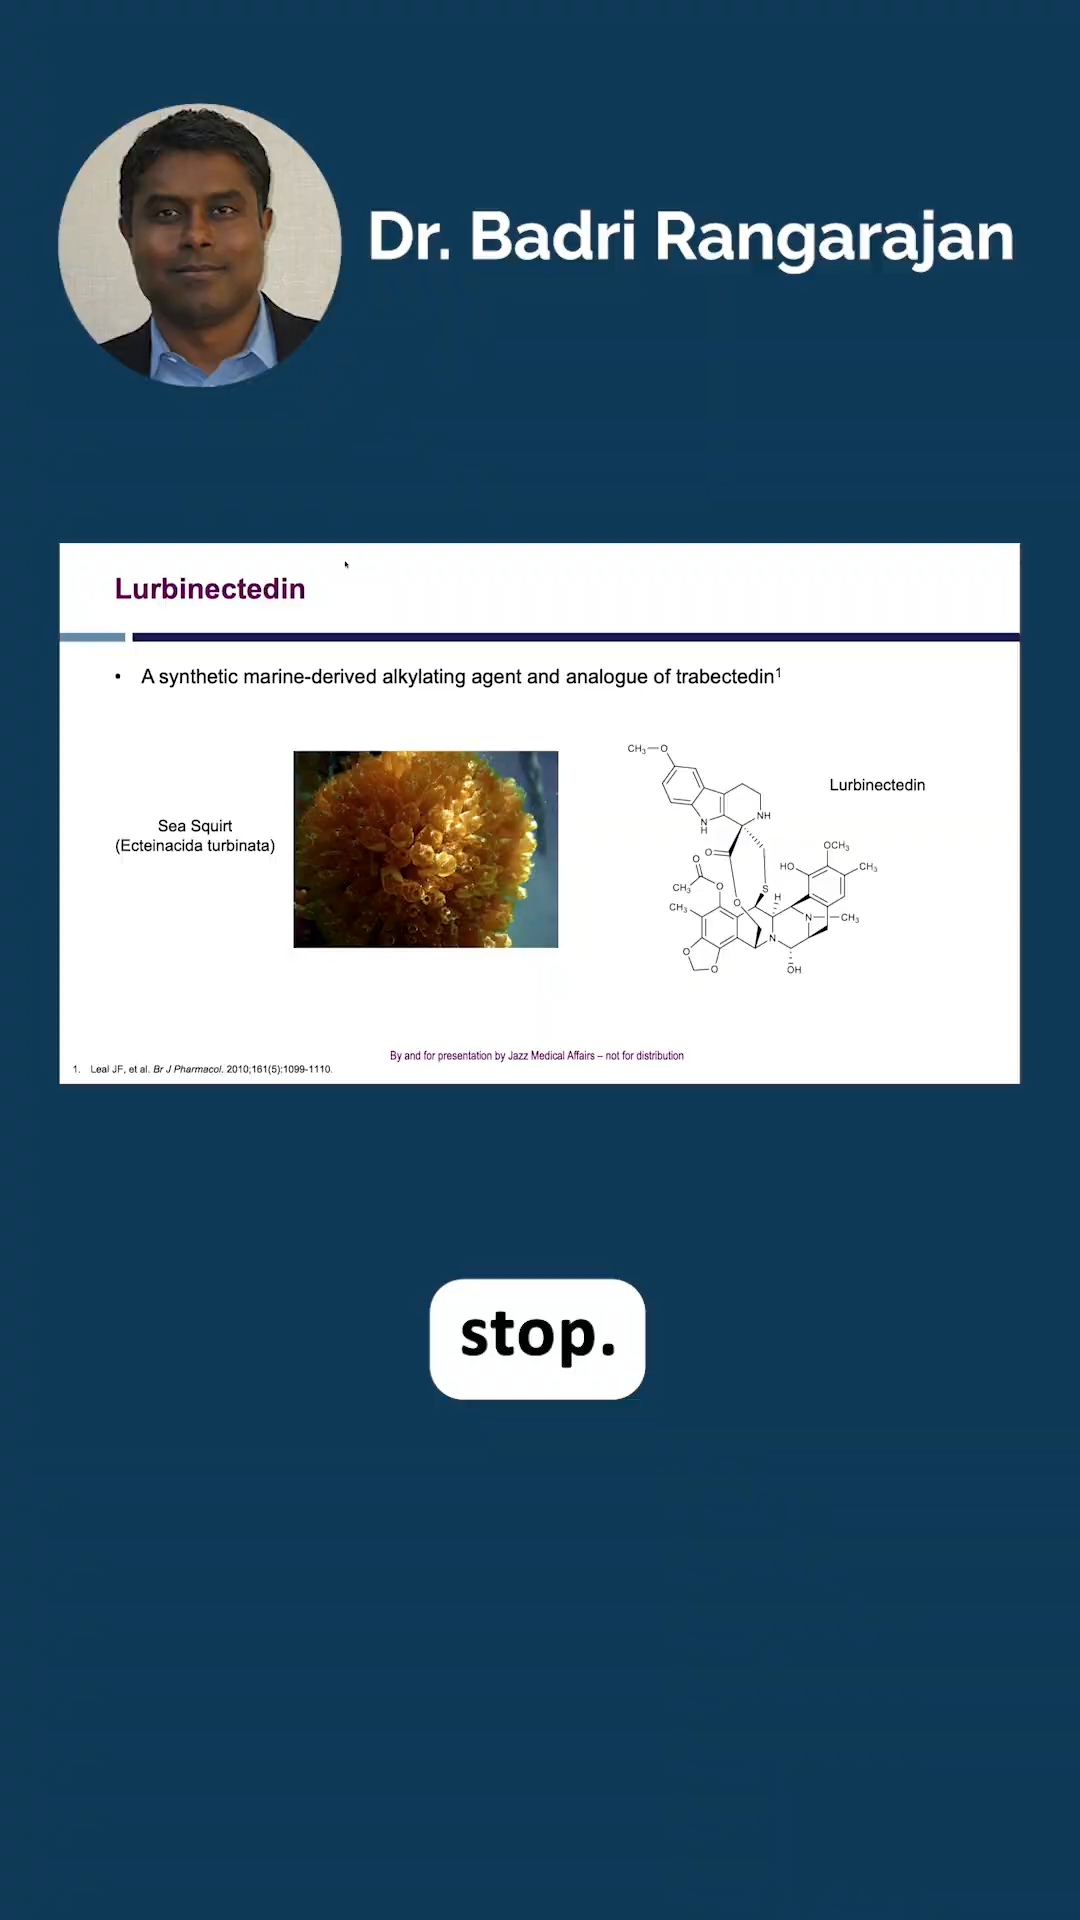 Dr. Badri Rangarajan
Lurbinectedin
• A synthetic marine-derived alkylating agent and analogue of trabectedin1
Sea Squirt
(Ecteinacida turbinata)
Lurbinectedin
CH3
O
N
H
NH
O
O
CH3
O
CH3
O
S
H
HO
OCH3
CH3
N
CH3
N
O
O
OH
By and for presentation by Jazz Medical Affairs – not for distribution
1. Leal JF, et al. Br J Pharmacol. 2010;161(5):1099-1110.
stop.